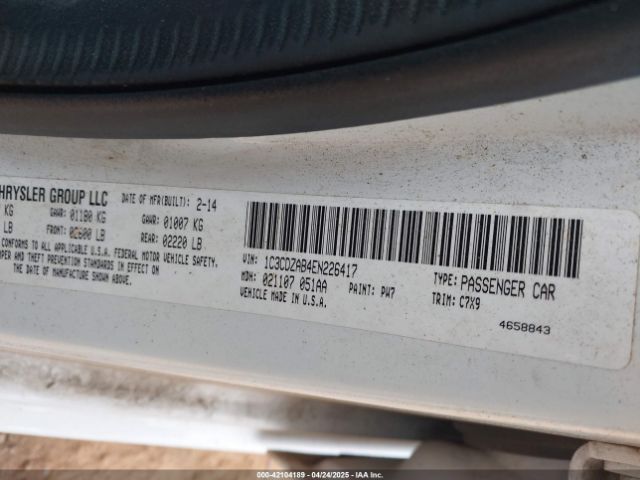 HRYSLER GROUP LLC
DATE OF MFR(BUILT): 2-14
KG GAWR: 01180 KG GAWR: 01007 KG
LB FRONT: LB REAR: 02220 LB
CONFORMS TO ALL APPLICABLE U.S.A. FEDERAL MOTOR VEHICLE SAFETY,
AND THEFT PREVENTION STANDARDS IN EFFECT
ON THE DATE OF MANUFACTURE SHOWN ABOVE.
VIN: 1C3CDZAB4EN226417
TYPE: PASSENGER CAR
MDH: 021107 051AA PAINT: PW7 TRIM: C7X9
VEHICLE MADE IN U.S.A.
4658843
000-42104189 - 04/24/2025 - © IAA Inc.